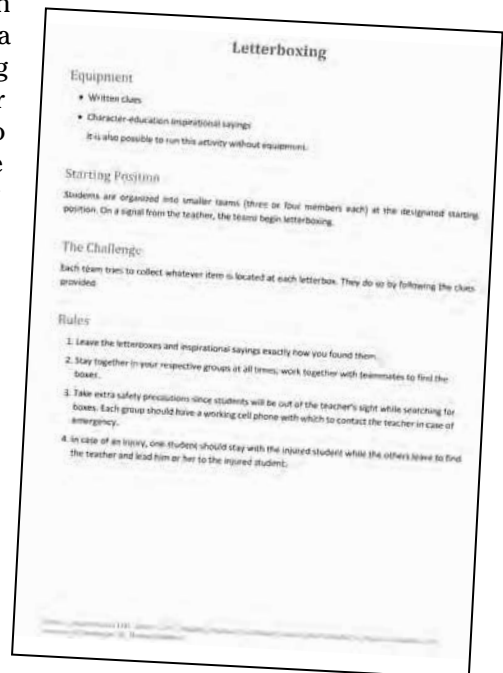 n
a
g
r
o
e
Letterboxing
Equipment
• Written clues
• Character-education inspirational sayings
It is also possible to run this activity without equipment.
Starting Position
Students are organized into smaller teams (three or four members each) at the designated starting
position. On a signal from the teacher, the teams begin letterboxing.
The Challenge
Each team tries to collect whatever item is located at each letterbox. They do so by following the clues
provided.
Rules
1. Leave the letterboxes and inspirational sayings exactly how you found them.
2. Stay together in your respective groups at all times; work together with teammates to find the
boxes.
3. Take extra safety precautions since students will be out of the teacher's sight while searching for
boxes. Each group should have a working cell phone with which to contact the teacher in case of
emergency.
4. In case of an injury, one student should stay with the injured student while the others leave to find
the teacher and lead him or her to the injured student.